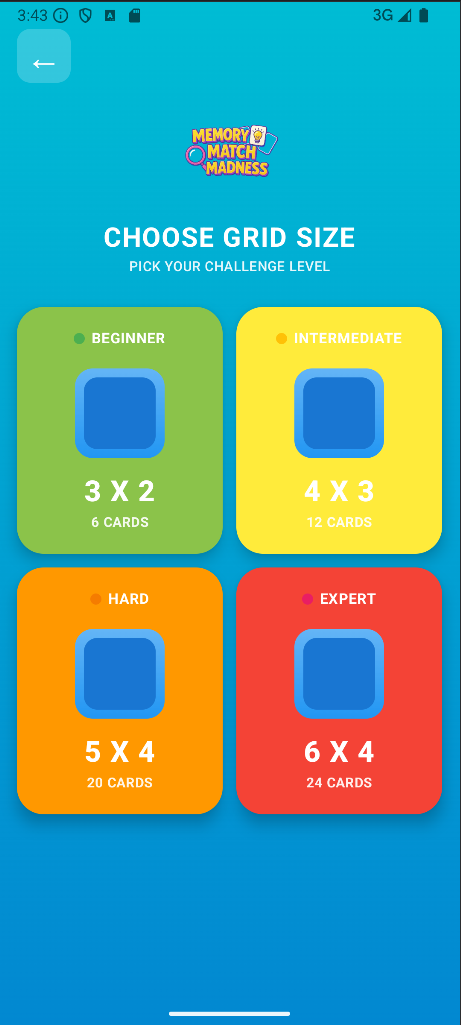 3:43
3G
←
MEMORY
MATCH
MADNESS
CHOOSE GRID SIZE
PICK YOUR CHALLENGE LEVEL
BEGINNER
3 X 2
6 CARDS
INTERMEDIATE
4 X 3
12 CARDS
HARD
5 X 4
20 CARDS
EXPERT
6 X 4
24 CARDS